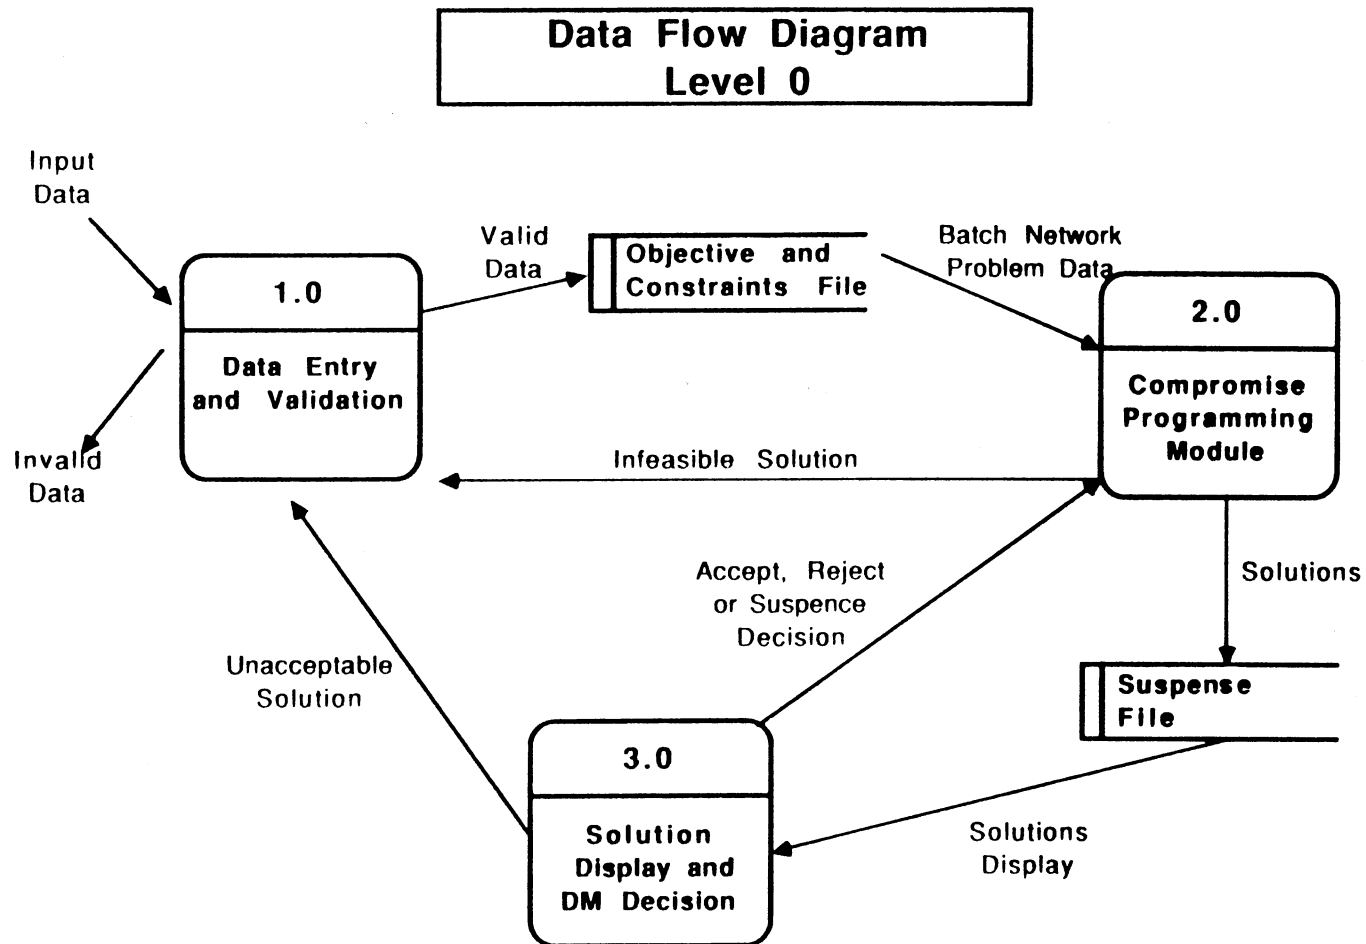 Data Flow Diagram
Level 0
Input
Data
Valid
Data
Objective and
Constraints File
Batch Network
Problem Data
1.0
Data Entry
and Validation
2.0
Compromise
Programming
Module
Invalid
Data
Infeasible Solution
Accept, Reject
or Suspence
Decision
Solutions
Unacceptable
Solution
Suspense
File
3.0
Solution
Display and
DM Decision
Solutions
Display